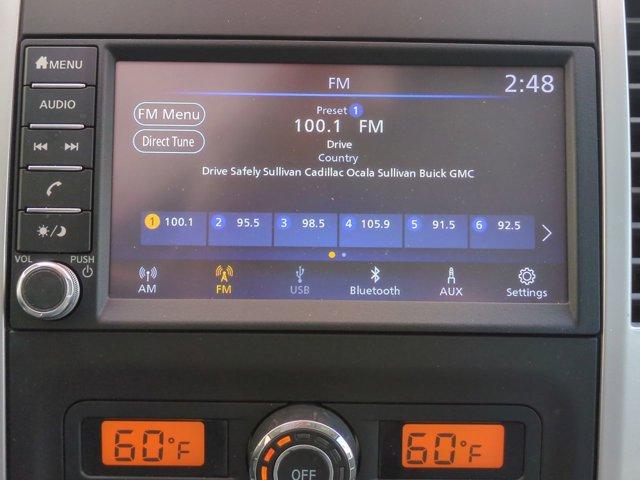 MENU
FM
2:48
AUDIO
FM Menu
Preset 1
100.1 FM
Direct Tune
Drive
Country
Drive Safely Sullivan Cadillac Ocala Sullivan Buick GMC
1 100.1 2 95.5 3 98.5 4 105.9 5 91.5 6 92.5
VOL PUSH
AM FM USB Bluetooth AUX Settings
60°F 60°F
OFF